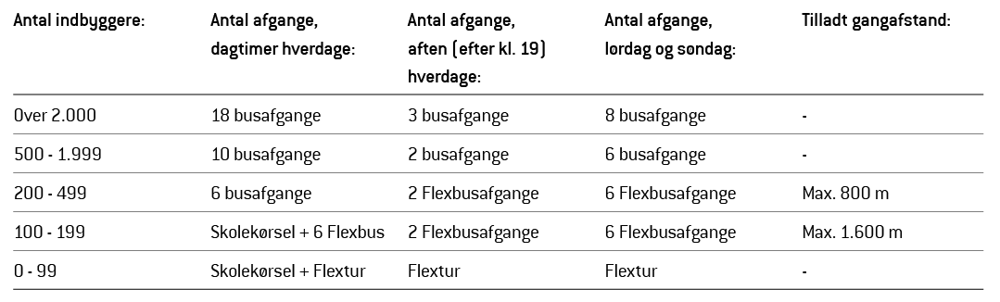 Antal indbyggere: Antal afgange, Antal afgange, Antal afgange, Tilladt gangafstand:
dagtimer hverdage: aften (efter kl. 19) lørdag og søndag:
hverdage:
Over 2.000 18 busafgange 3 busafgange 8 busafgange -
500 - 1.999 10 busafgange 2 busafgange 6 busafgange -
200 - 499 6 busafgange 2 Flexbusafgange 6 Flexbusafgange Max. 800 m
100 - 199 Skolekørsel + 6 Flexbus 2 Flexbusafgange 6 Flexbusafgange Max. 1.600 m
0 - 99 Skolekørsel + Flextur Flextur Flextur -